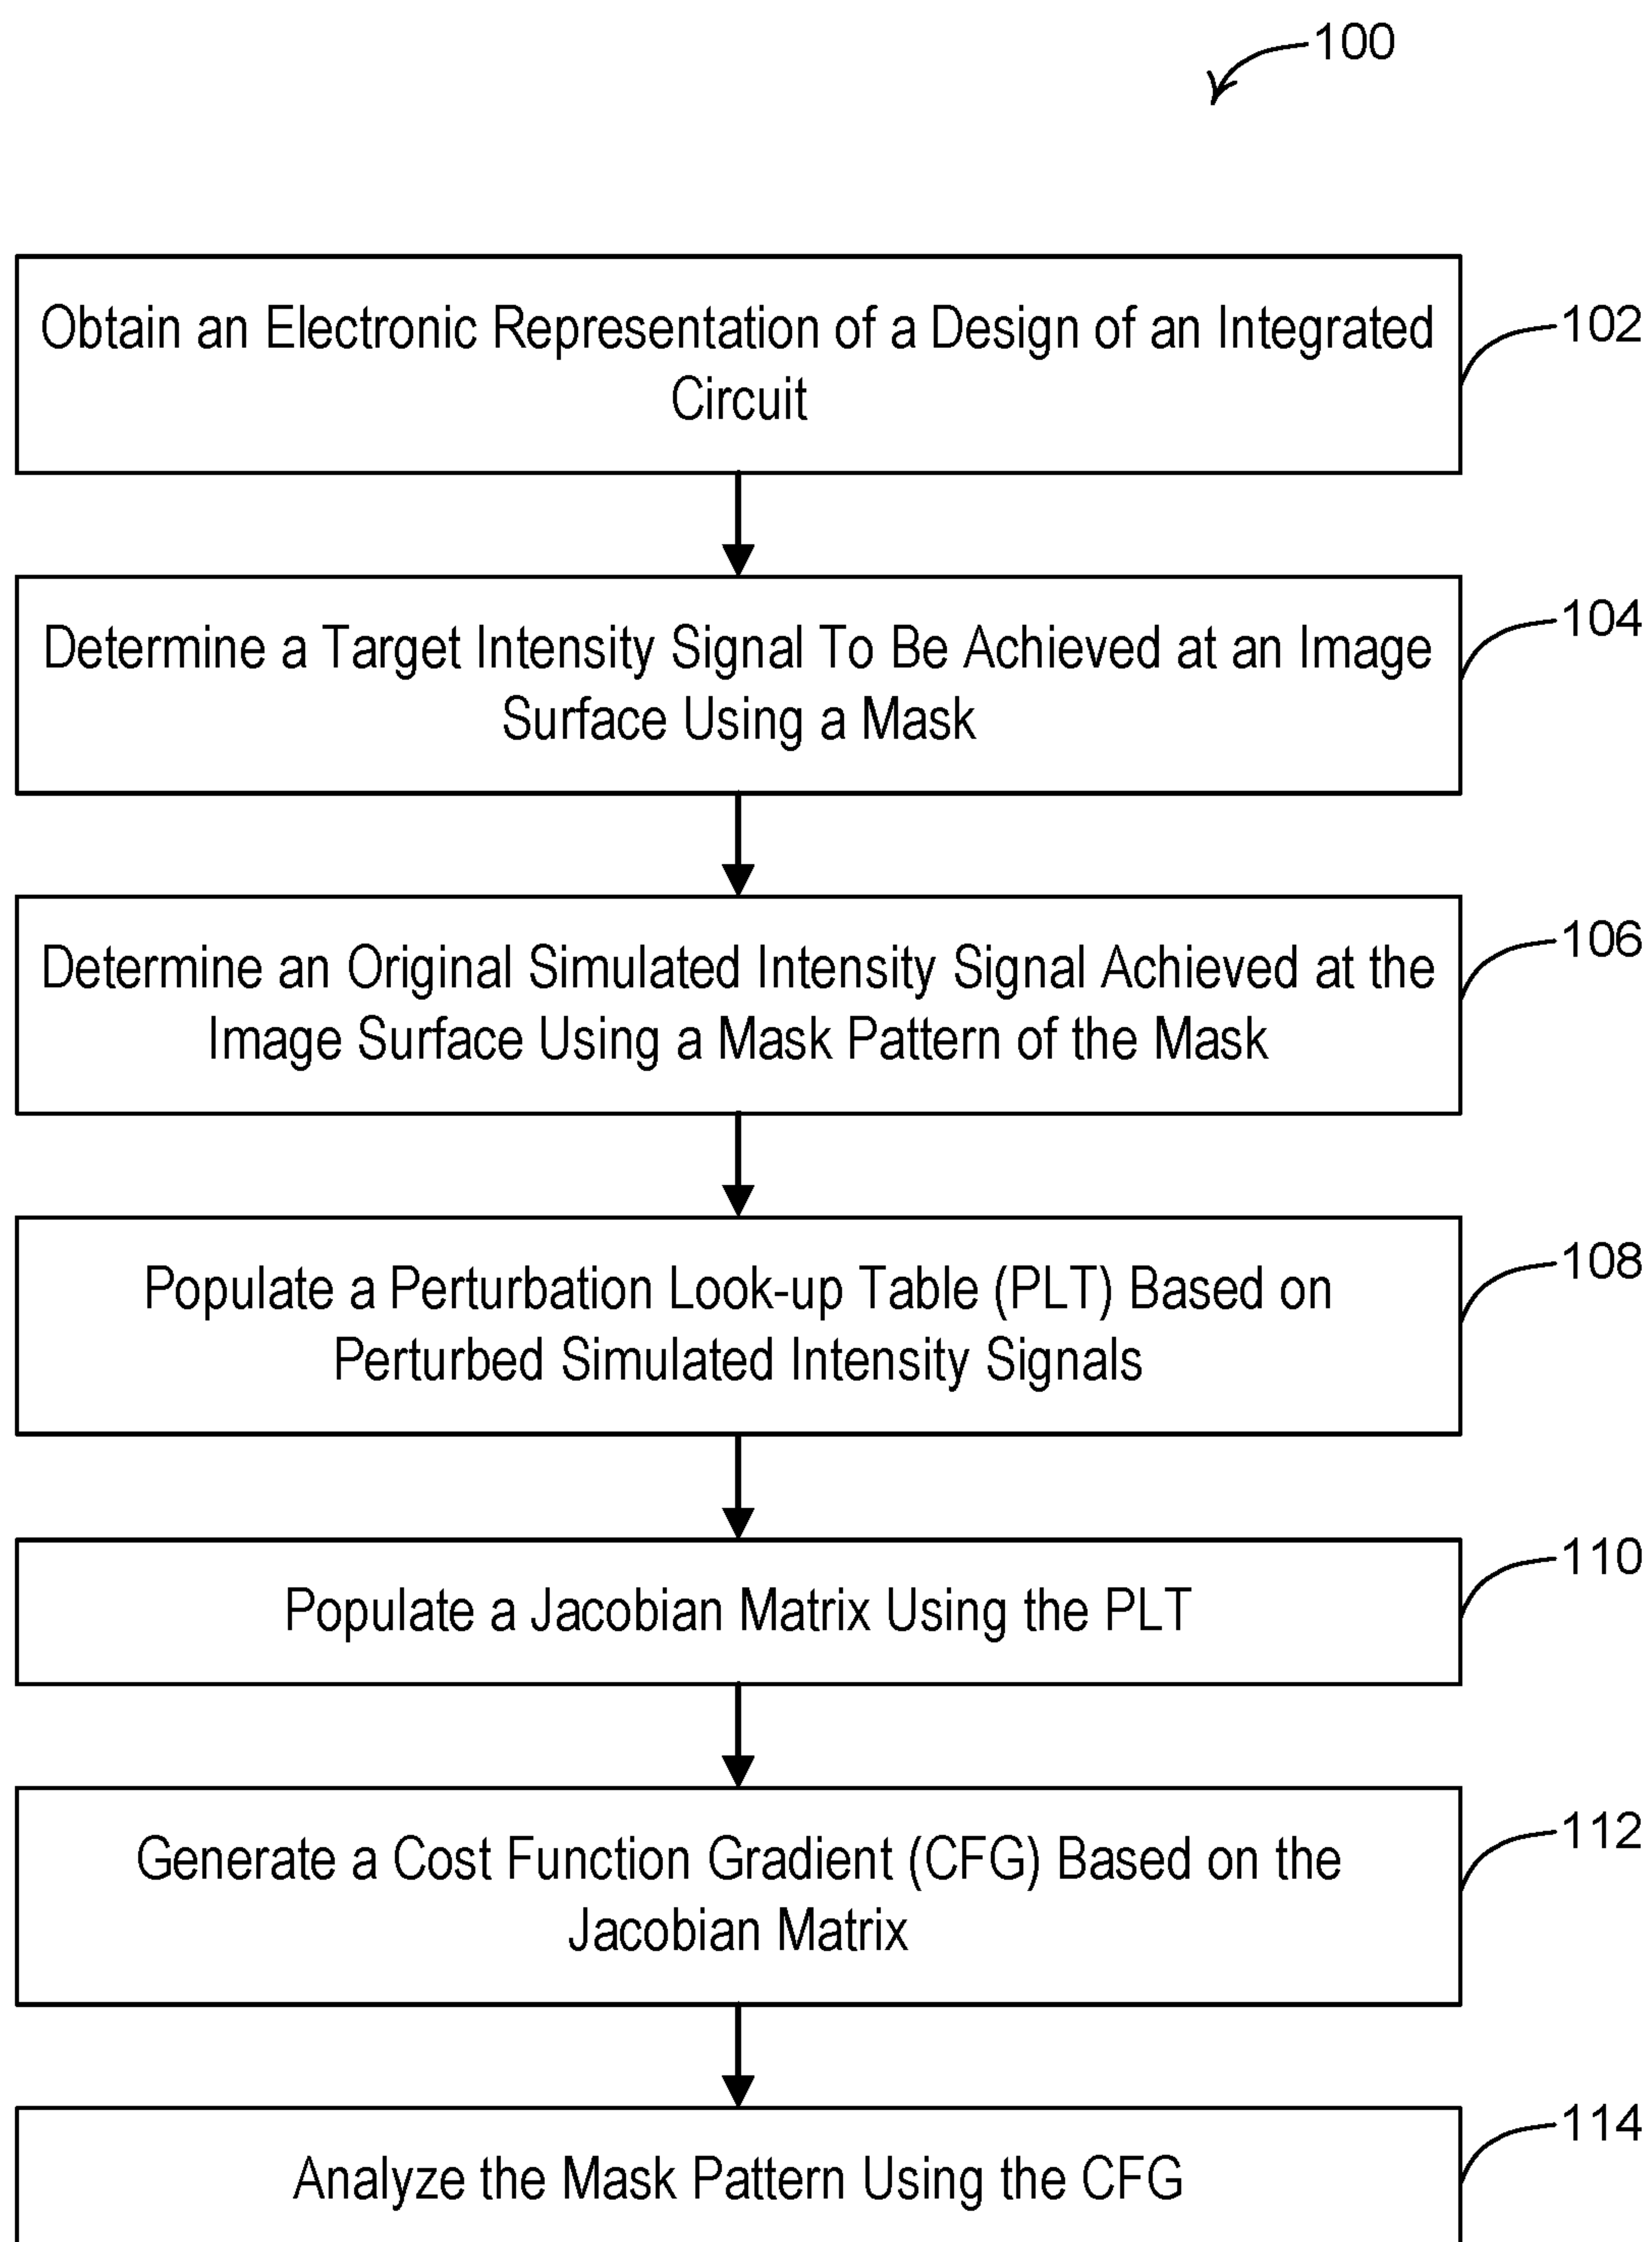 100
Obtain an Electronic Representation of a Design of an Integrated
Circuit
102
Determine a Target Intensity Signal To Be Achieved at an Image
Surface Using a Mask
104
Determine an Original Simulated Intensity Signal Achieved at the
Image Surface Using a Mask Pattern of the Mask
106
Populate a Perturbation Look-up Table (PLT) Based on
Perturbed Simulated Intensity Signals
108
Populate a Jacobian Matrix Using the PLT
110
Generate a Cost Function Gradient (CFG) Based on the
Jacobian Matrix
112
Analyze the Mask Pattern Using the CFG
114